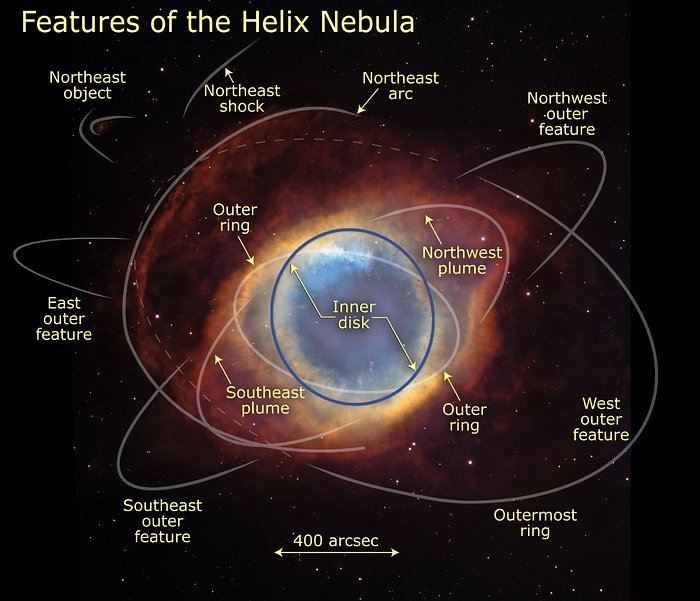 Features of the Helix Nebula
Northeast
object
Northeast
shock
Northeast
arc
Northwest
outer
feature
Outer
ring
Northwest
plume
East
outer
feature
Inner
disk
Southeast
plume
Outer
ring
West
outer
feature
Southeast
outer
feature
Outermost
ring
400 arcsec